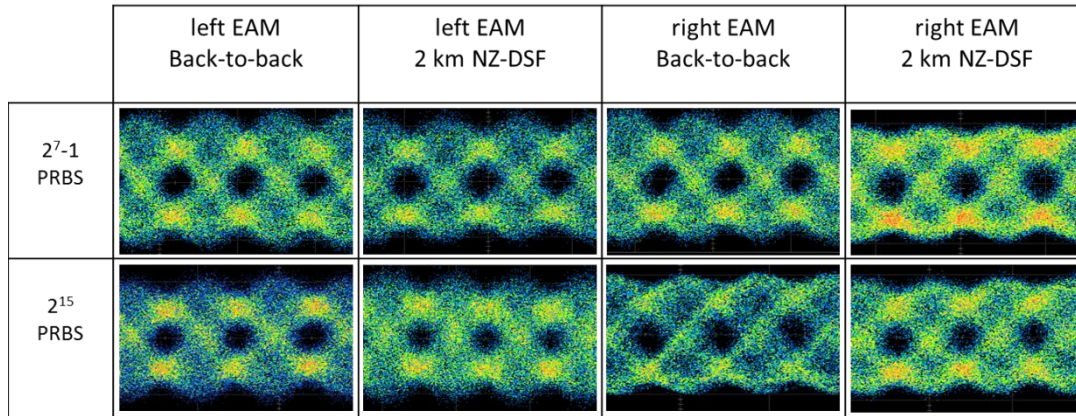 left EAM
Back-to-back
left EAM
2 km NZ-DSF
right EAM
Back-to-back
right EAM
2 km NZ-DSF
2⁷-1
PRBS
2¹⁵
PRBS